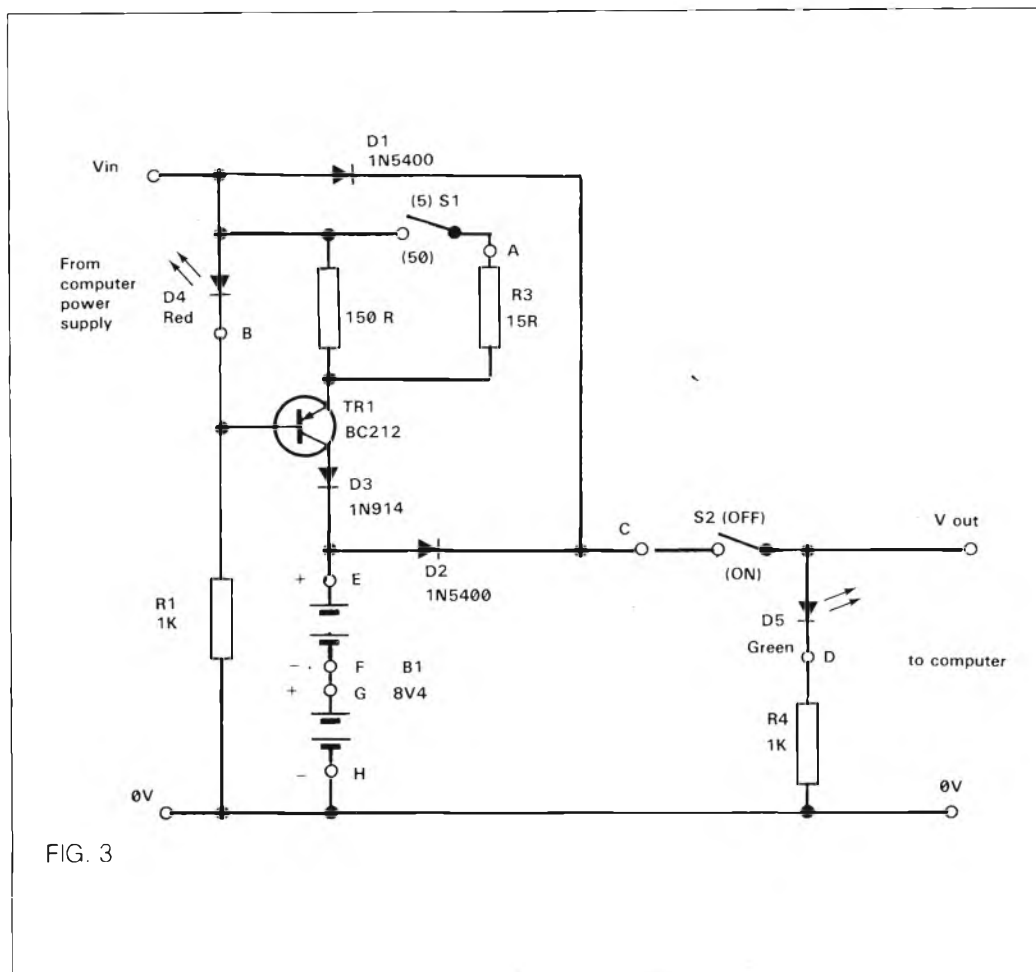 D1
1N5400
Vin
(5) S1
(50)
A
From
computer
power
supply
D4
Red
B
150 R
R3
15R
TR1
BC212
D3
1N914
C
S2 (OFF)
(ON)
V out
+ E
D2
1N5400
R1
1K
D5
Green
D
to computer
- F B1
+ G 8V4
R4
1K
- H
0V
0V
FIG. 3